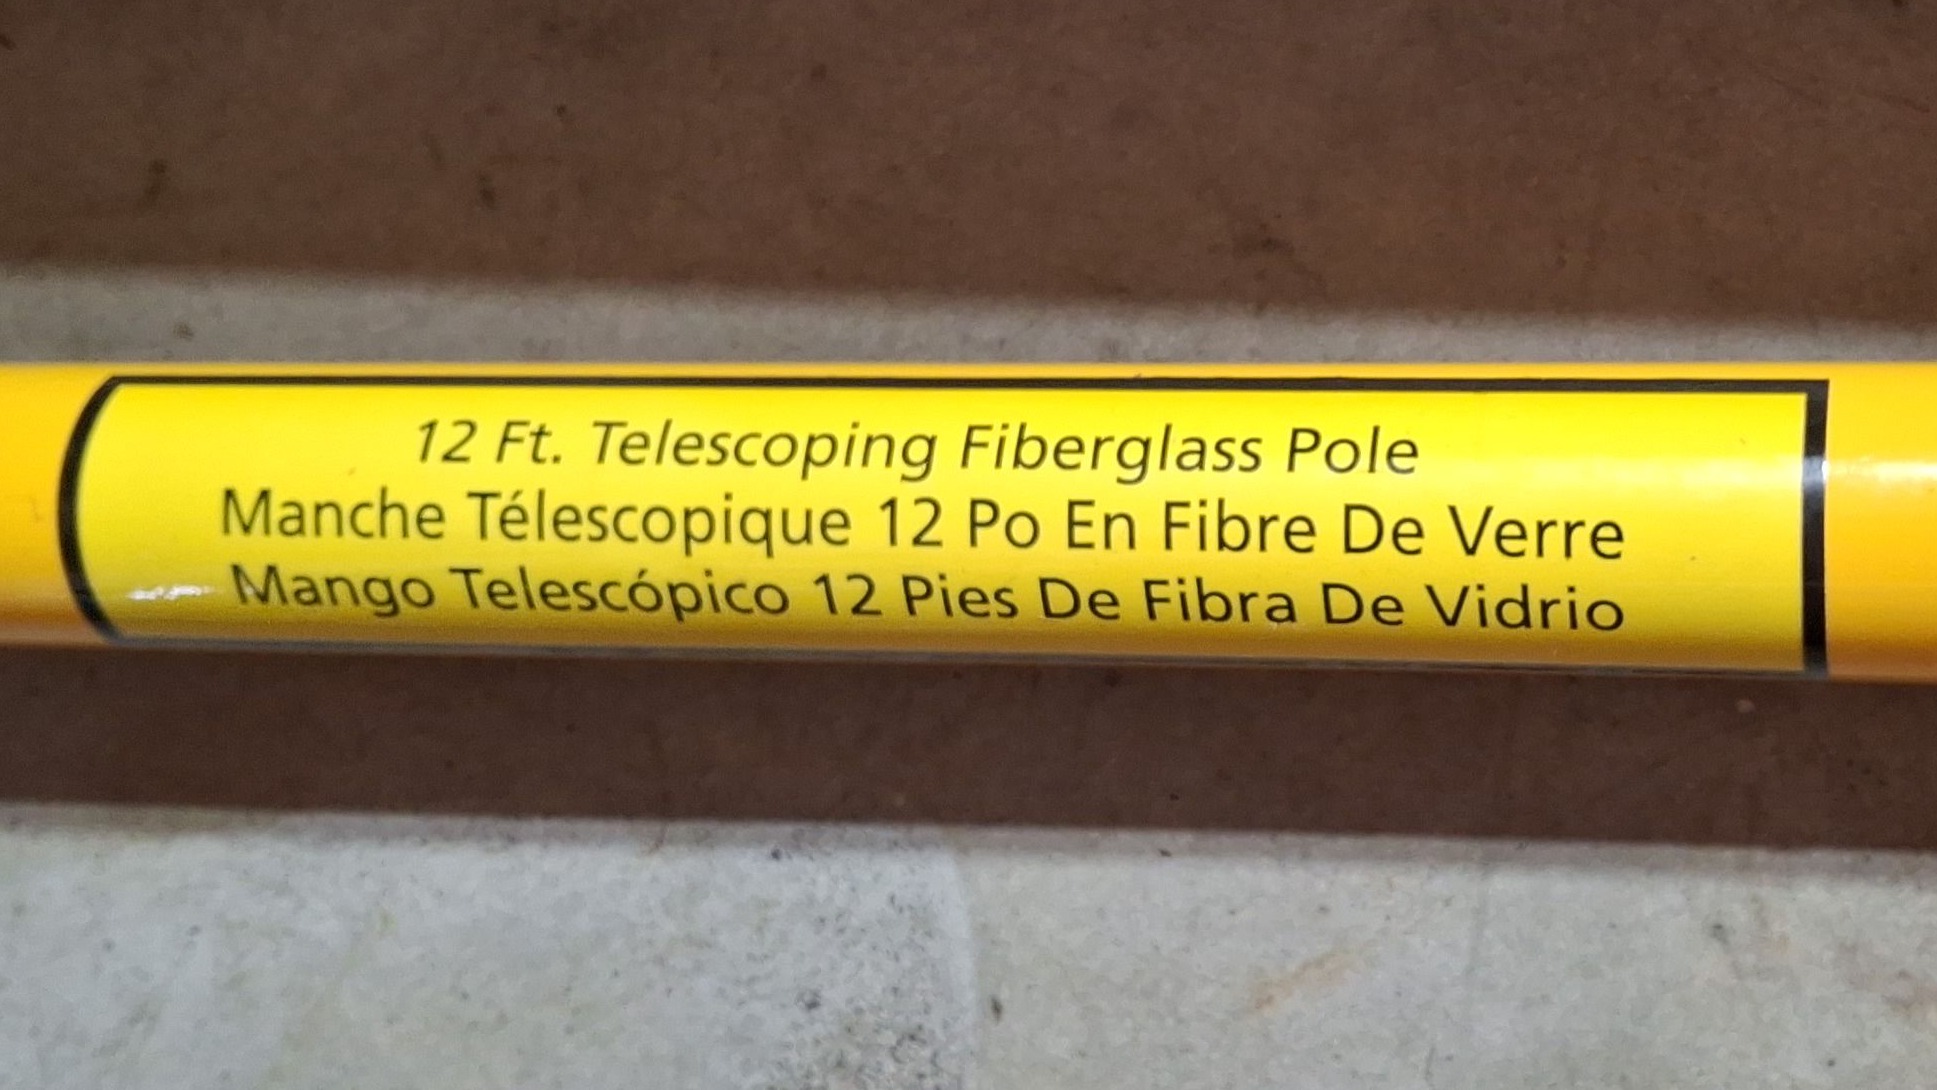 12 Ft. Telescoping Fiberglass Pole
Manche Télescopique 12 Po En Fibre De Verre
Mango Telescópico 12 Pies De Fibra De Vidrio